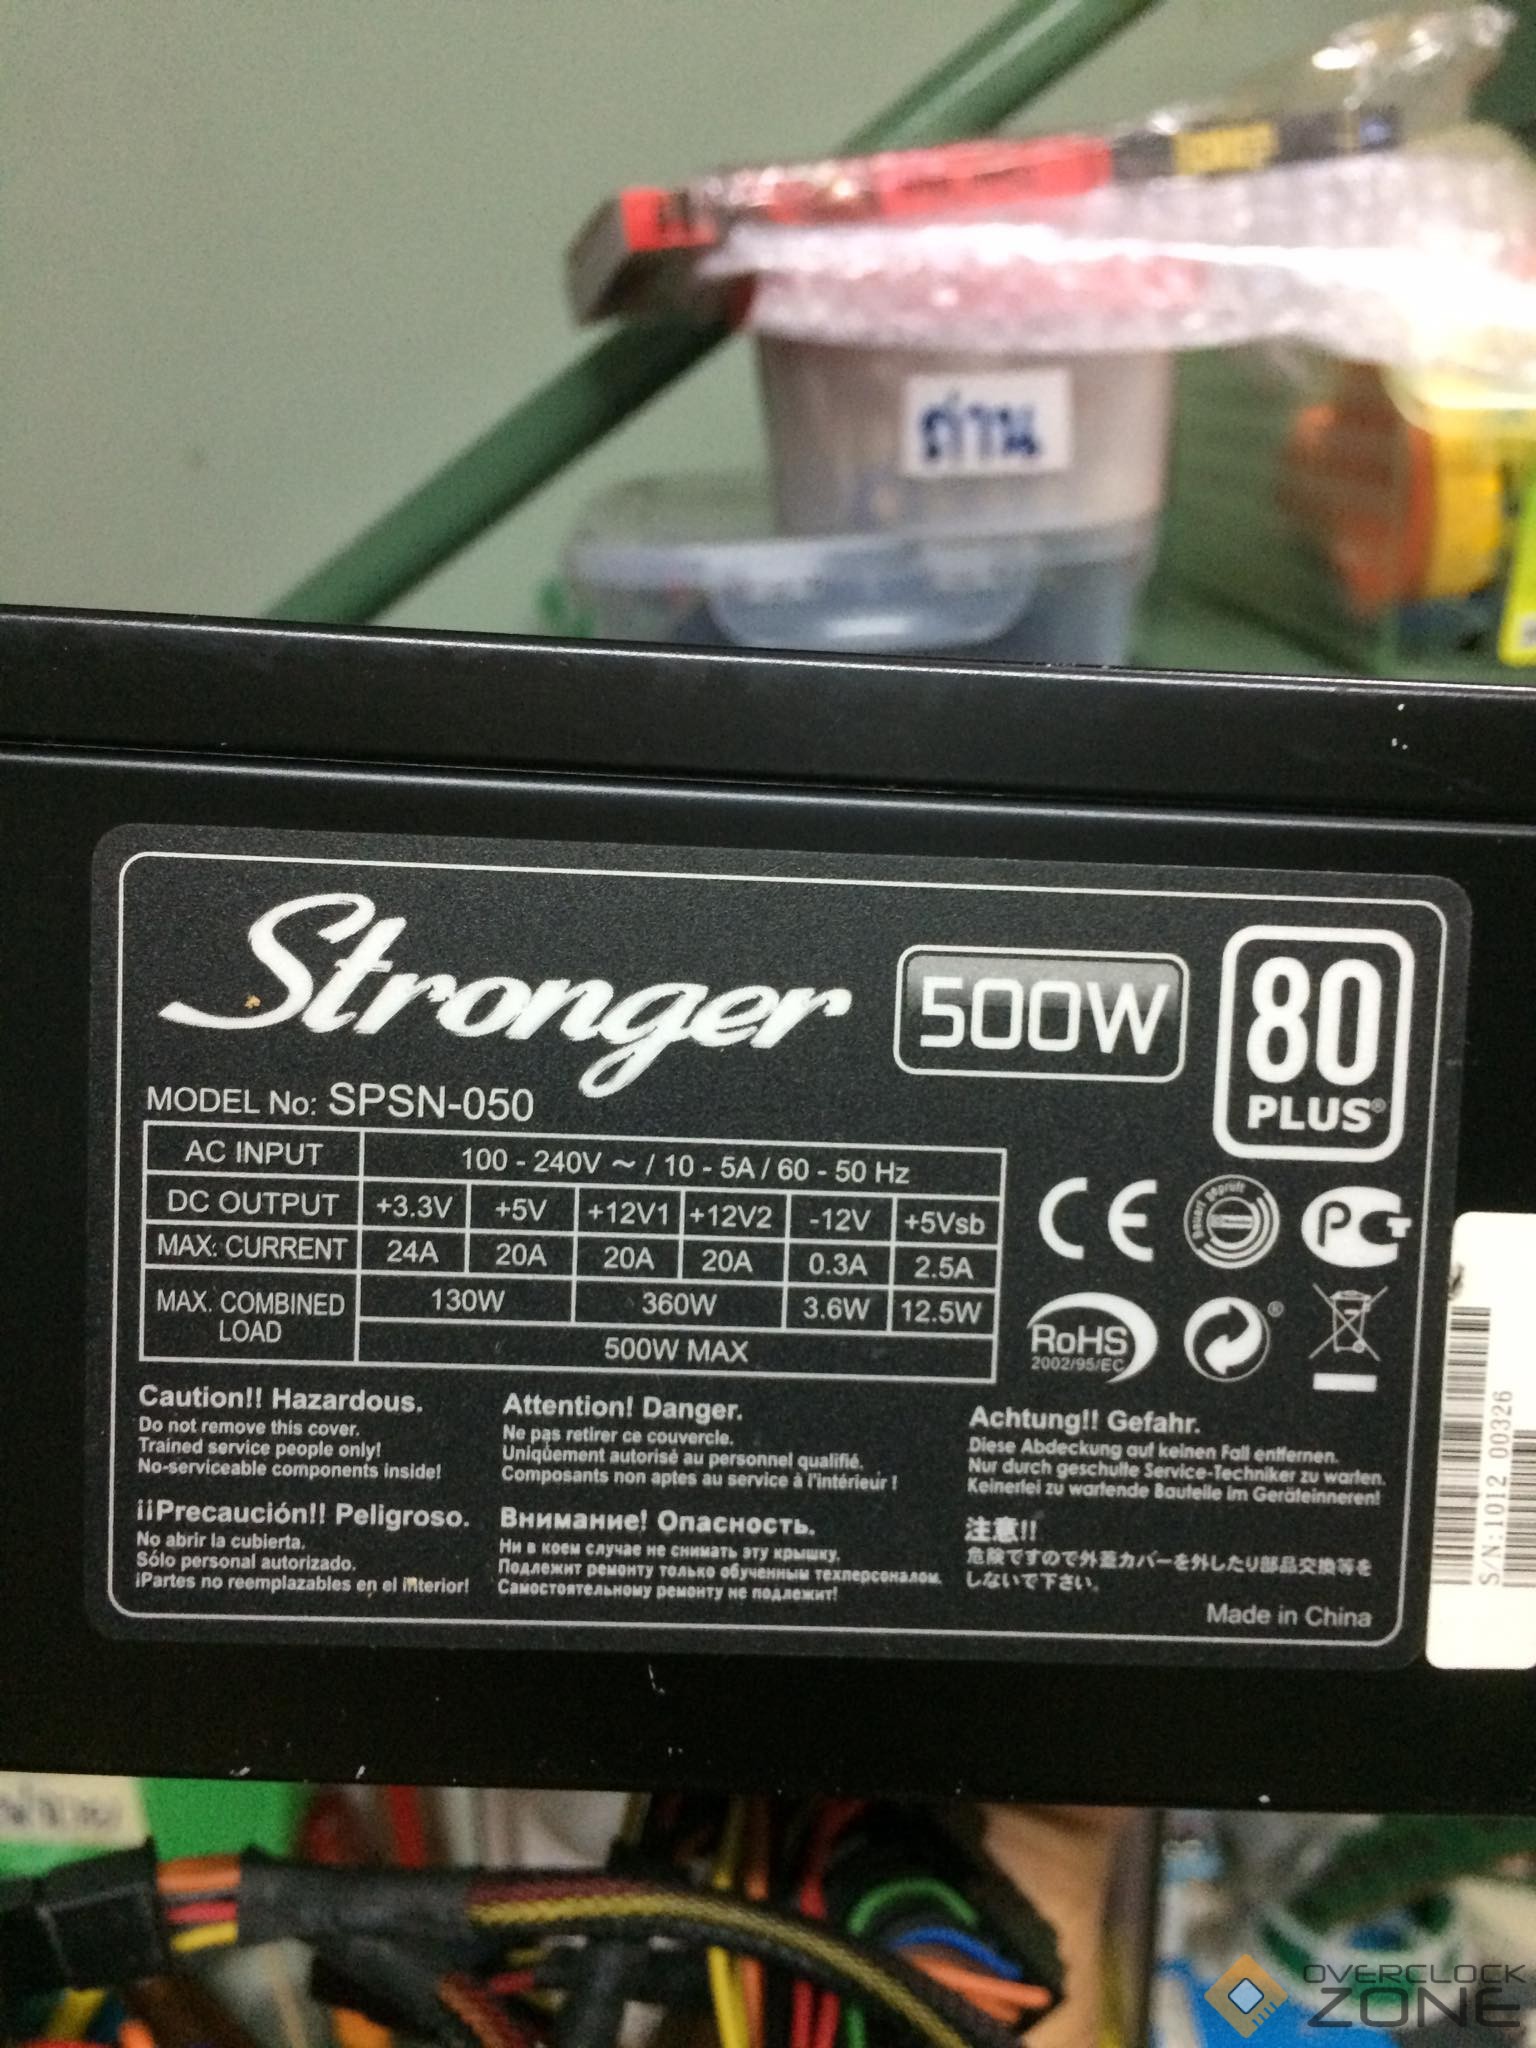 ถ่าน
Stronger
500W
80
PLUS®
MODEL No: SPSN-050
AC INPUT 100 - 240V ~ / 10 - 5A / 60 - 50 Hz
DC OUTPUT +3.3V +5V +12V1 +12V2 -12V +5Vsb
MAX. CURRENT 24A 20A 20A 20A 0.3A 2.5A
MAX. COMBINED LOAD 130W 360W 3.6W 12.5W
500W MAX
CE
Bauart geprüft
RoHS
2002/95/EC
®
Caution!! Hazardous.
Do not remove this cover.
Trained service people only!
No-serviceable components inside!
Attention! Danger.
Ne pas retirer ce couvercle.
Uniquement autorisé au personnel qualifié.
Composants non aptes au service à l'intérieur !
Achtung!! Gefahr.
Diese Abdeckung auf keinen Fall entfernen.
Nur durch geschulte Service-Techniker zu warten.
Keinerlei zu wartende Bauteile im Geräteinneren!
¡¡Precaución!! Peligroso.
No abrir la cubierta.
Sólo personal autorizado.
¡Partes no reemplazables en el interior!
Внимание! Опасность.
Ни в коем случае не снимать эту крышку.
Подлежит ремонту только обученным техперсоналом.
Самостоятельному ремонту не подлежит!
注意!!
危険ですので外蓋カバーを外したり部品交換等を
しないで下さい。
Made in China
S/N:1012 00326
OVERCLOCK
ZONE